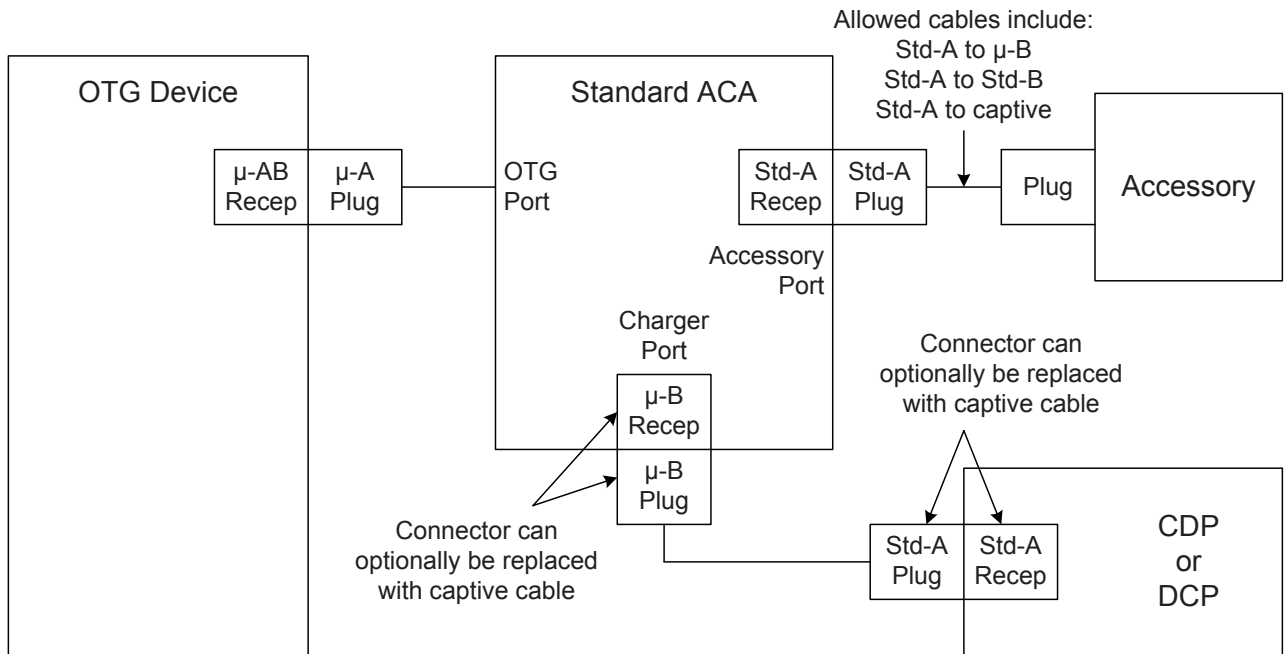 Allowed cables include:
Std-A to μ-B
Std-A to Std-B
Std-A to captive
OTG Device
Standard ACA
Accessory
μ-AB
Recep
μ-A
Plug
OTG
Port
Std-A
Recep
Std-A
Plug
Plug
Accessory
Port
Charger
Port
μ-B
Recep
μ-B
Plug
Connector can
optionally be replaced
with captive cable
Connector can
optionally be replaced
with captive cable
Std-A
Plug
Std-A
Recep
CDP
or
DCP